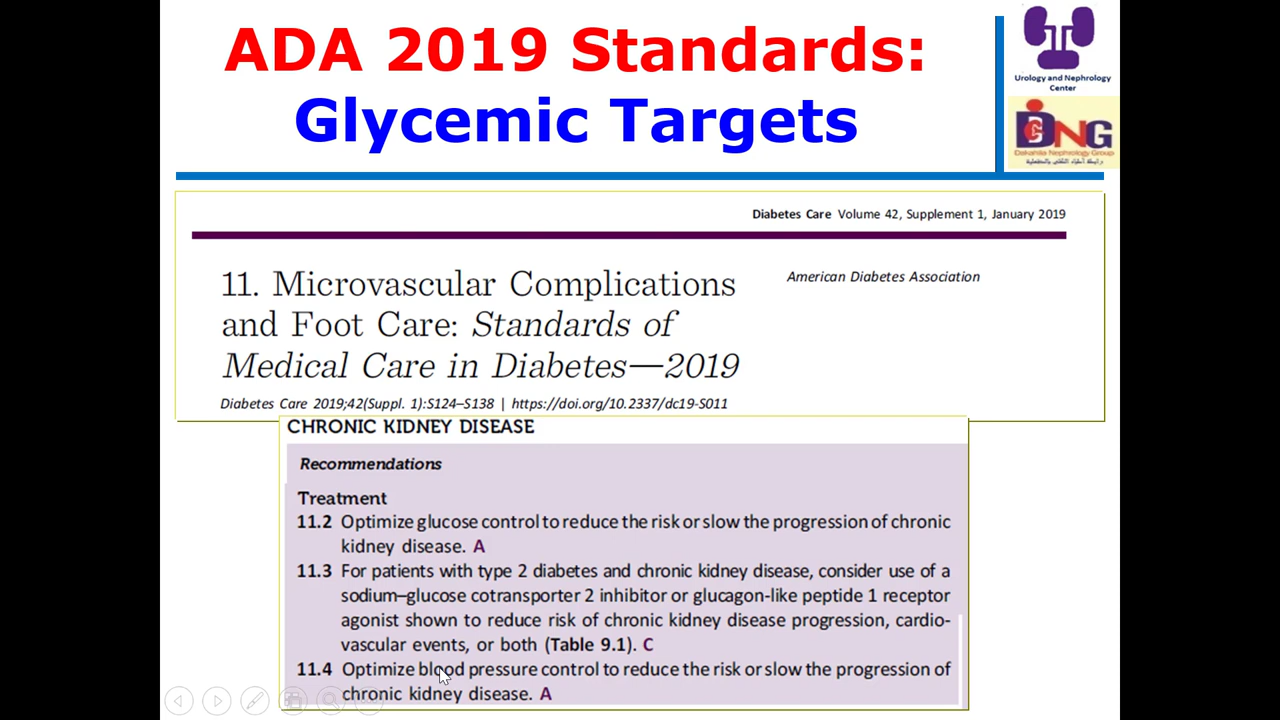 ADA 2019 Standards:
Glycemic Targets
Urology and Nephrology
Center
DNG
Dakahlia Nephrology Group
Diabetes Care Volume 42, Supplement 1, January 2019
11. Microvascular Complications
and Foot Care: Standards of
Medical Care in Diabetes—2019
American Diabetes Association
Diabetes Care 2019;42(Suppl. 1):S124–S138 | https://doi.org/10.2337/dc19-S011
CHRONIC KIDNEY DISEASE
Recommendations
Treatment
11.2 Optimize glucose control to reduce the risk or slow the progression of chronic
kidney disease. A
11.3 For patients with type 2 diabetes and chronic kidney disease, consider use of a
sodium–glucose cotransporter 2 inhibitor or glucagon-like peptide 1 receptor
agonist shown to reduce risk of chronic kidney disease progression, cardio-
vascular events, or both (Table 9.1). C
11.4 Optimize blood pressure control to reduce the risk or slow the progression of
chronic kidney disease. A